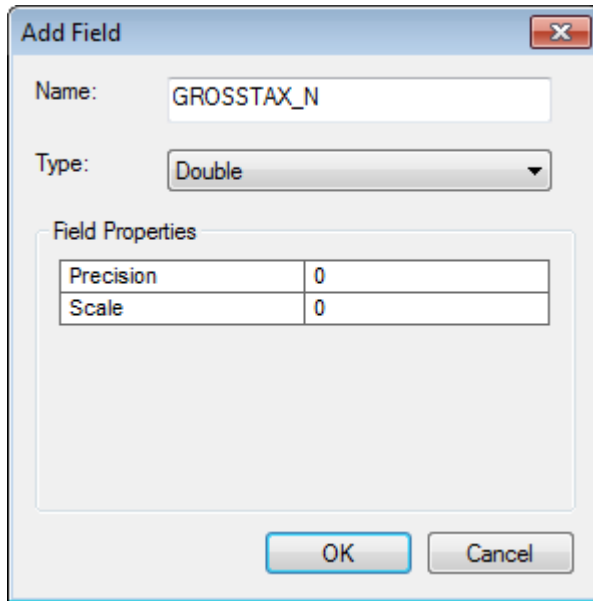 Add Field
Name: GROSSTAX_N
Type: Double
Field Properties
Precision 0
Scale 0
OK Cancel